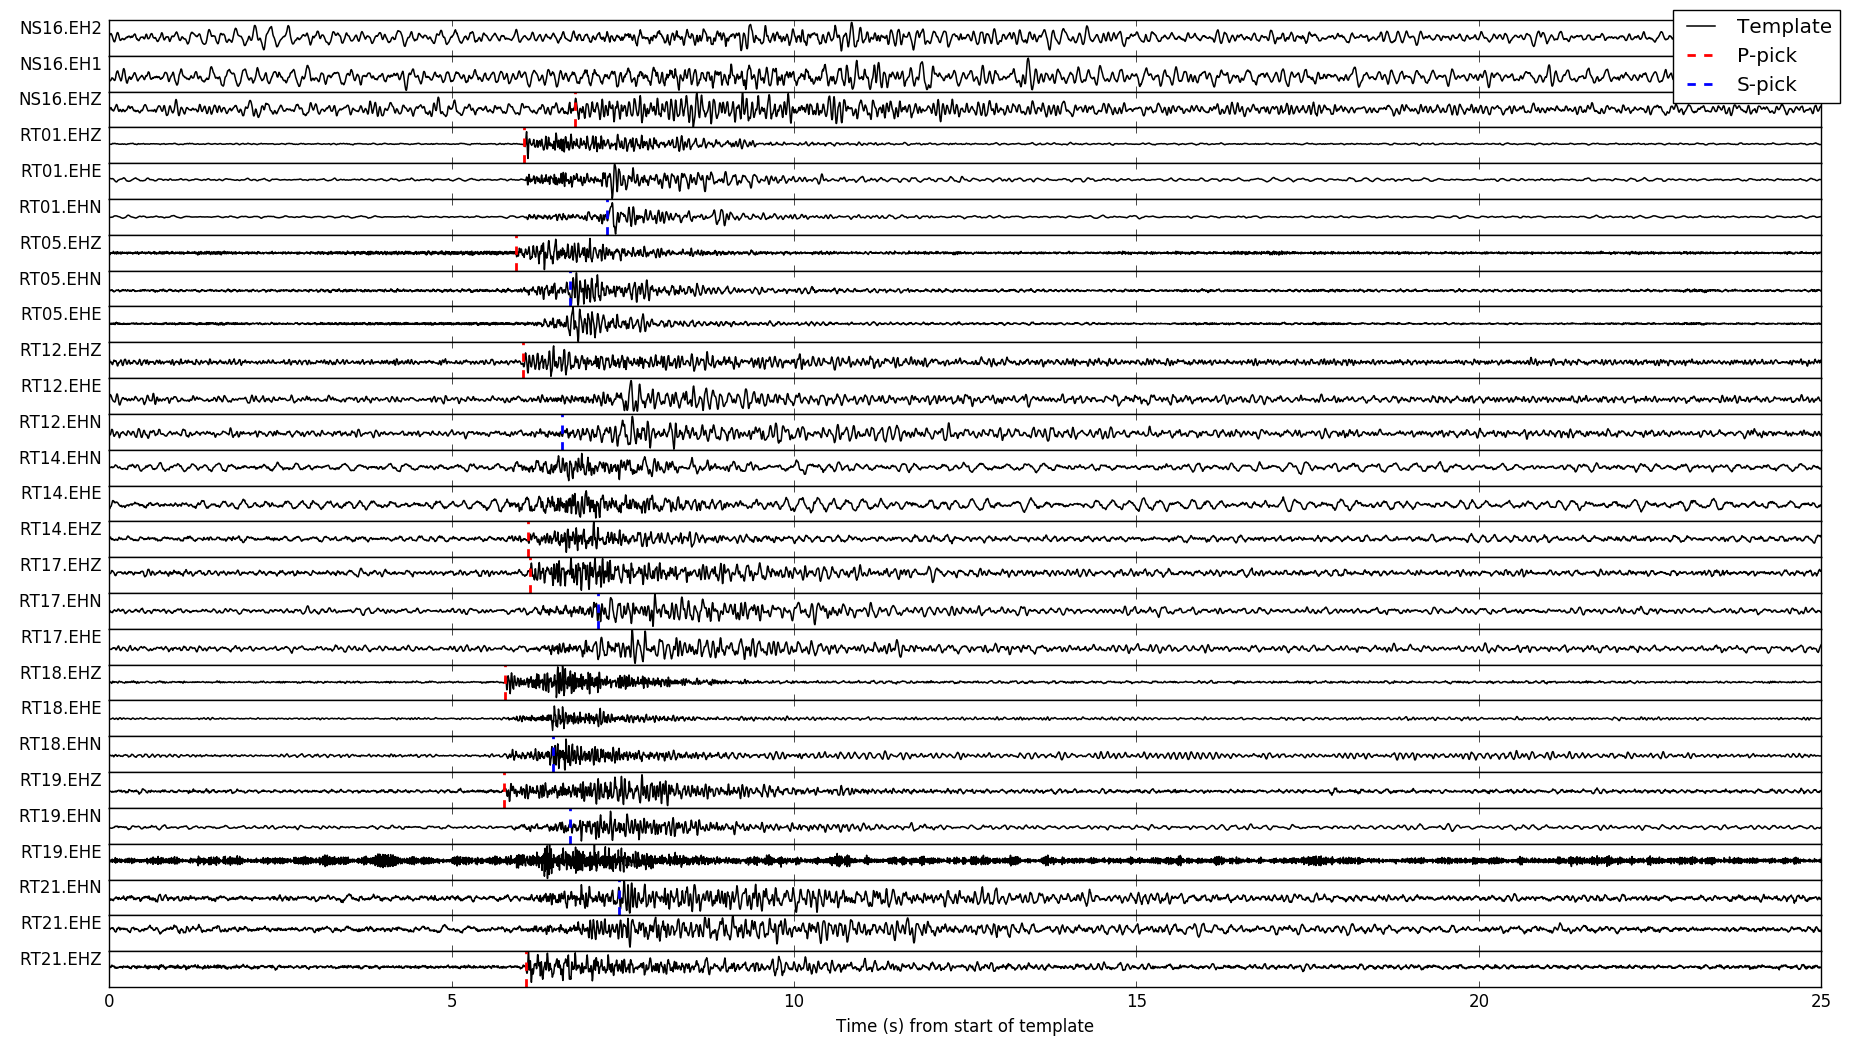 NS16.EH2
NS16.EH1
NS16.EHZ
RT01.EHZ
RT01.EHE
RT01.EHN
RT05.EHZ
RT05.EHN
RT05.EHE
RT12.EHZ
RT12.EHE
RT12.EHN
RT14.EHN
RT14.EHE
RT14.EHZ
RT17.EHZ
RT17.EHN
RT17.EHE
RT18.EHZ
RT18.EHE
RT18.EHN
RT19.EHZ
RT19.EHN
RT19.EHE
RT21.EHN
RT21.EHE
RT21.EHZ
Template
P-pick
S-pick
0 5 10 15 20 25
Time (s) from start of template